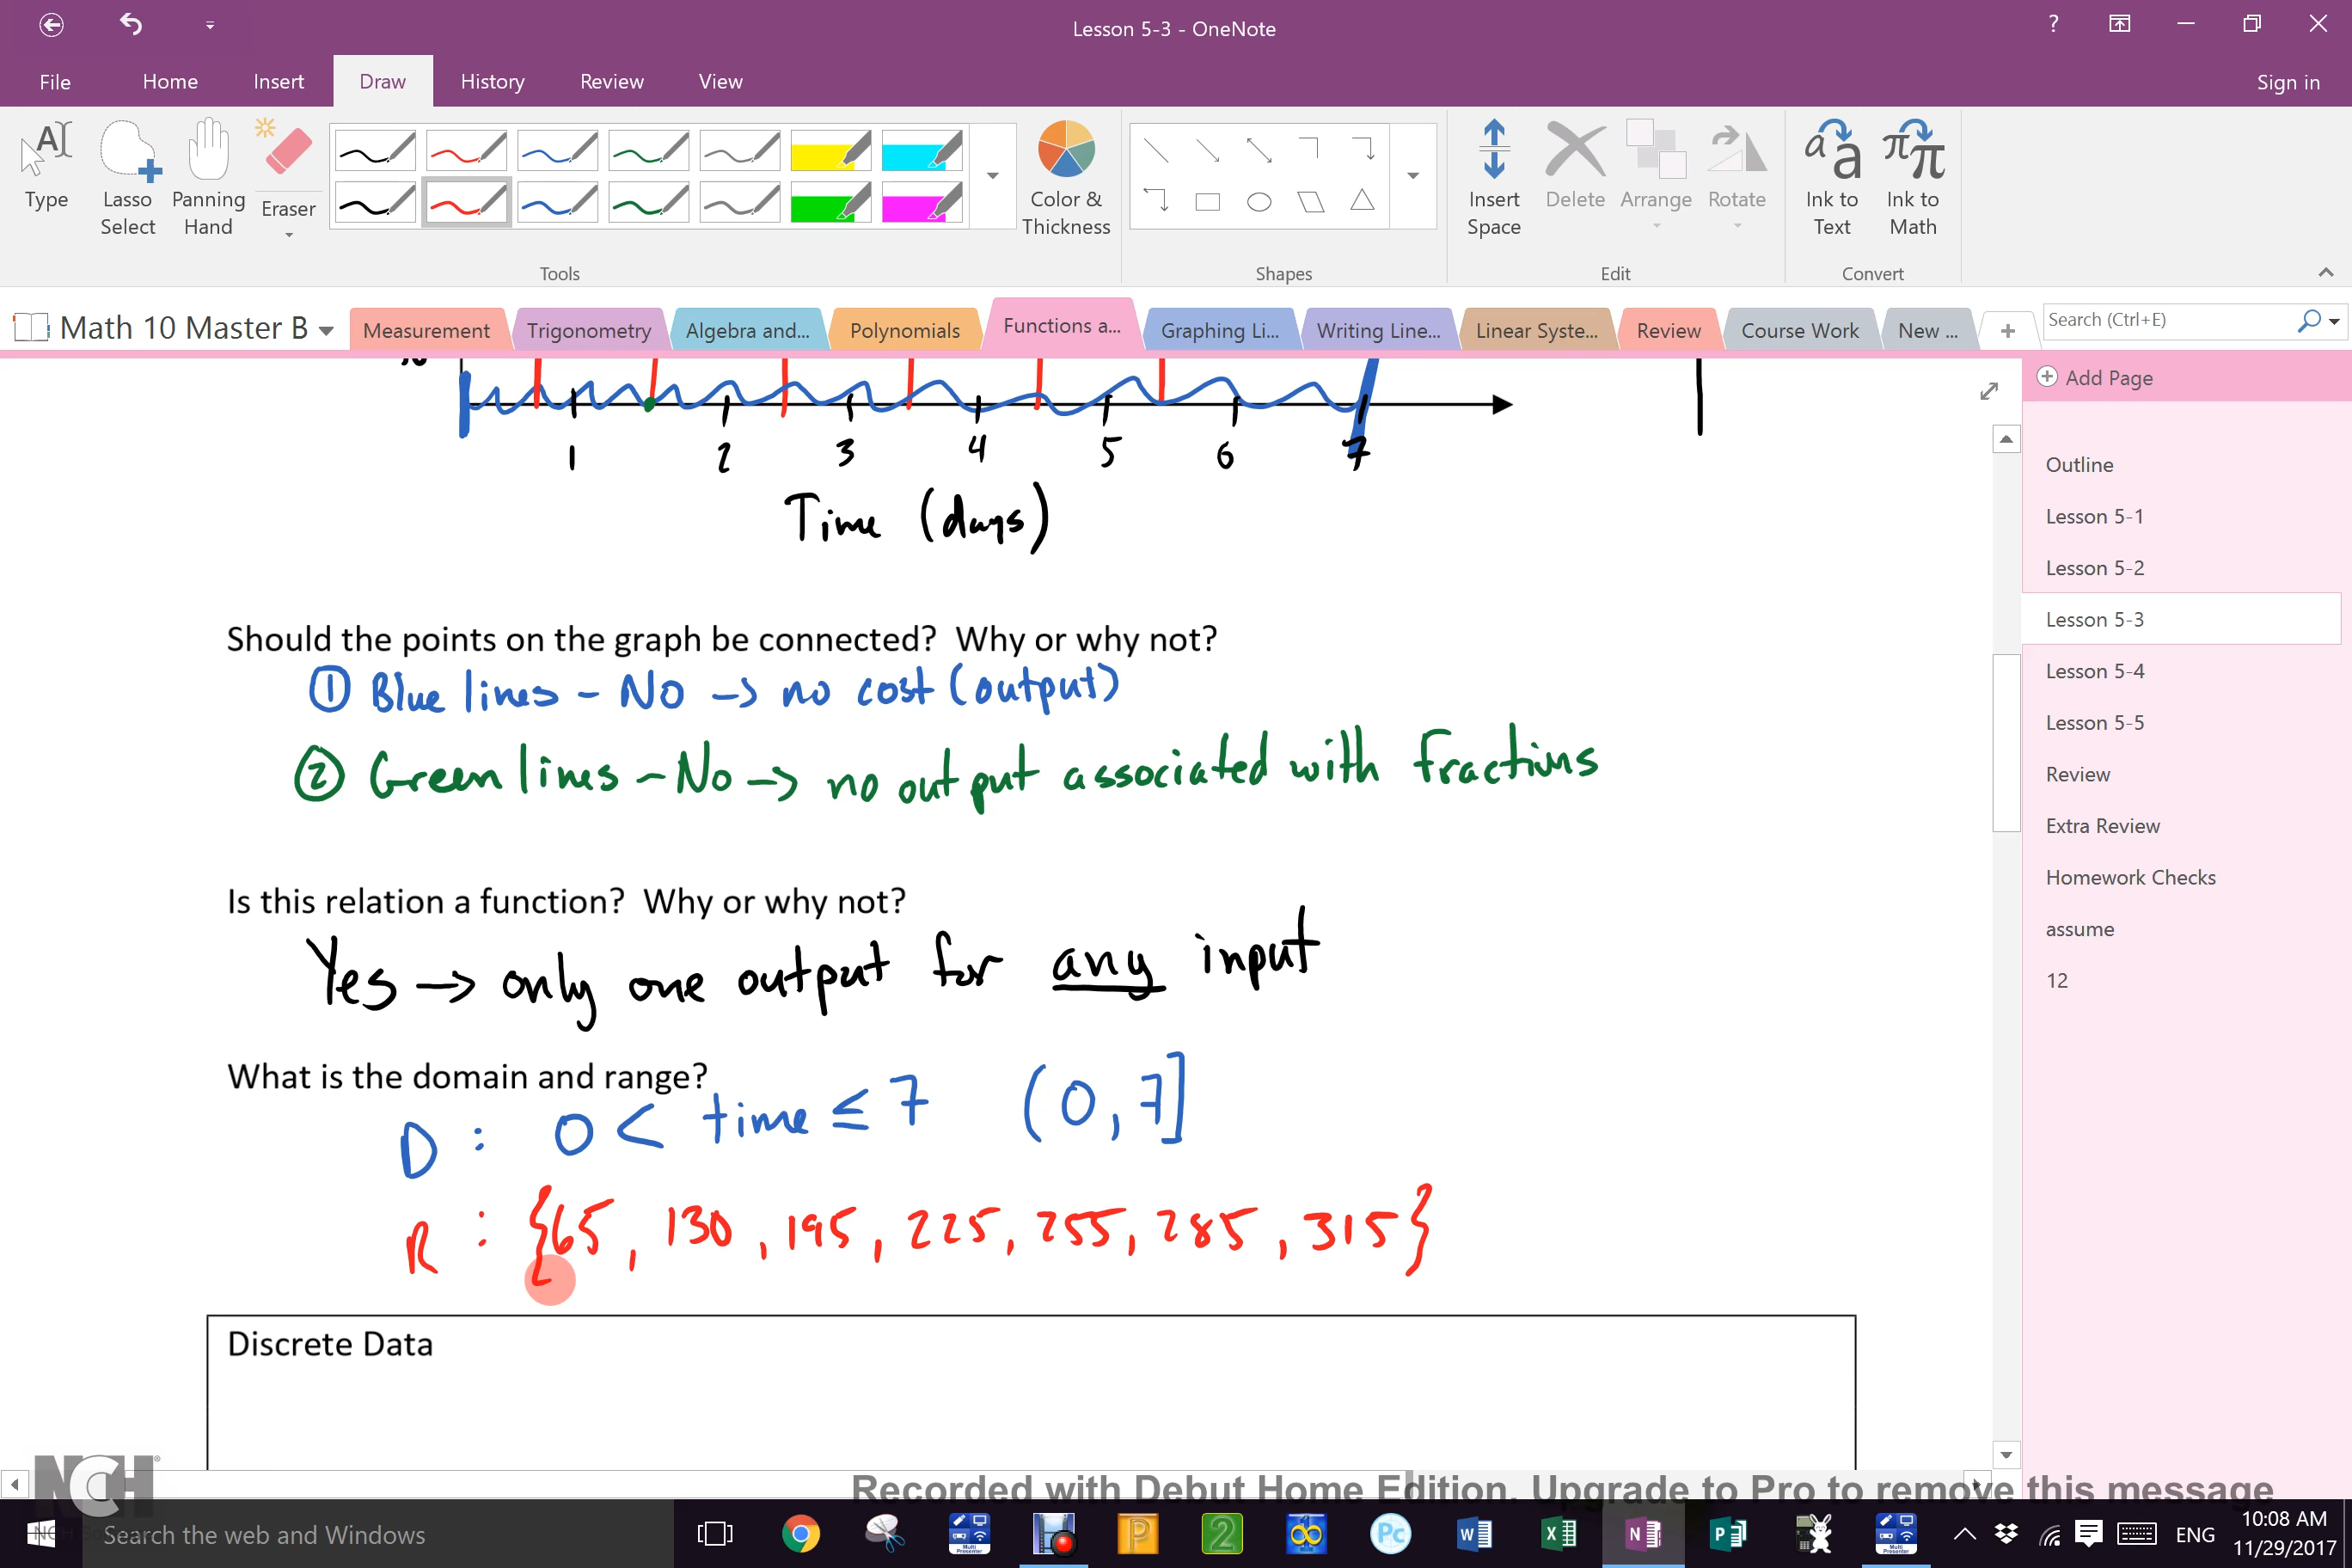 Lesson 5-3 - OneNote
?
File Home Insert Draw History Review View Sign in
Type
Lasso Select
Panning Hand
Eraser
Color & Thickness
Insert Space
Delete
Arrange
Rotate
Ink to Text
Ink to Math
Tools Shapes Edit Convert
Math 10 Master B
Measurement Trigonometry Algebra and... Polynomials Functions a... Graphing Li... Writing Line... Linear Syste... Review Course Work New ...
Search (Ctrl+E)
Add Page
Outline
Lesson 5-1
Lesson 5-2
Lesson 5-3
Lesson 5-4
Lesson 5-5
Review
Extra Review
Homework Checks
assume
12
1 2 3 4 5 6 7
Time (days)
Should the points on the graph be connected? Why or why not?
① Blue lines - No → no cost (output)
② Green lines - No → no output associated with fractions
Is this relation a function? Why or why not?
Yes → only one output for any input
What is the domain and range?
D : 0 < time ≤ 7 (0, 7]
R : {65, 130, 195, 225, 255, 285, 315}
Discrete Data
NCH
Recorded with Debut Home Edition. Upgrade to Pro to remove this message
Search the web and Windows
ENG
10:08 AM
11/29/2017